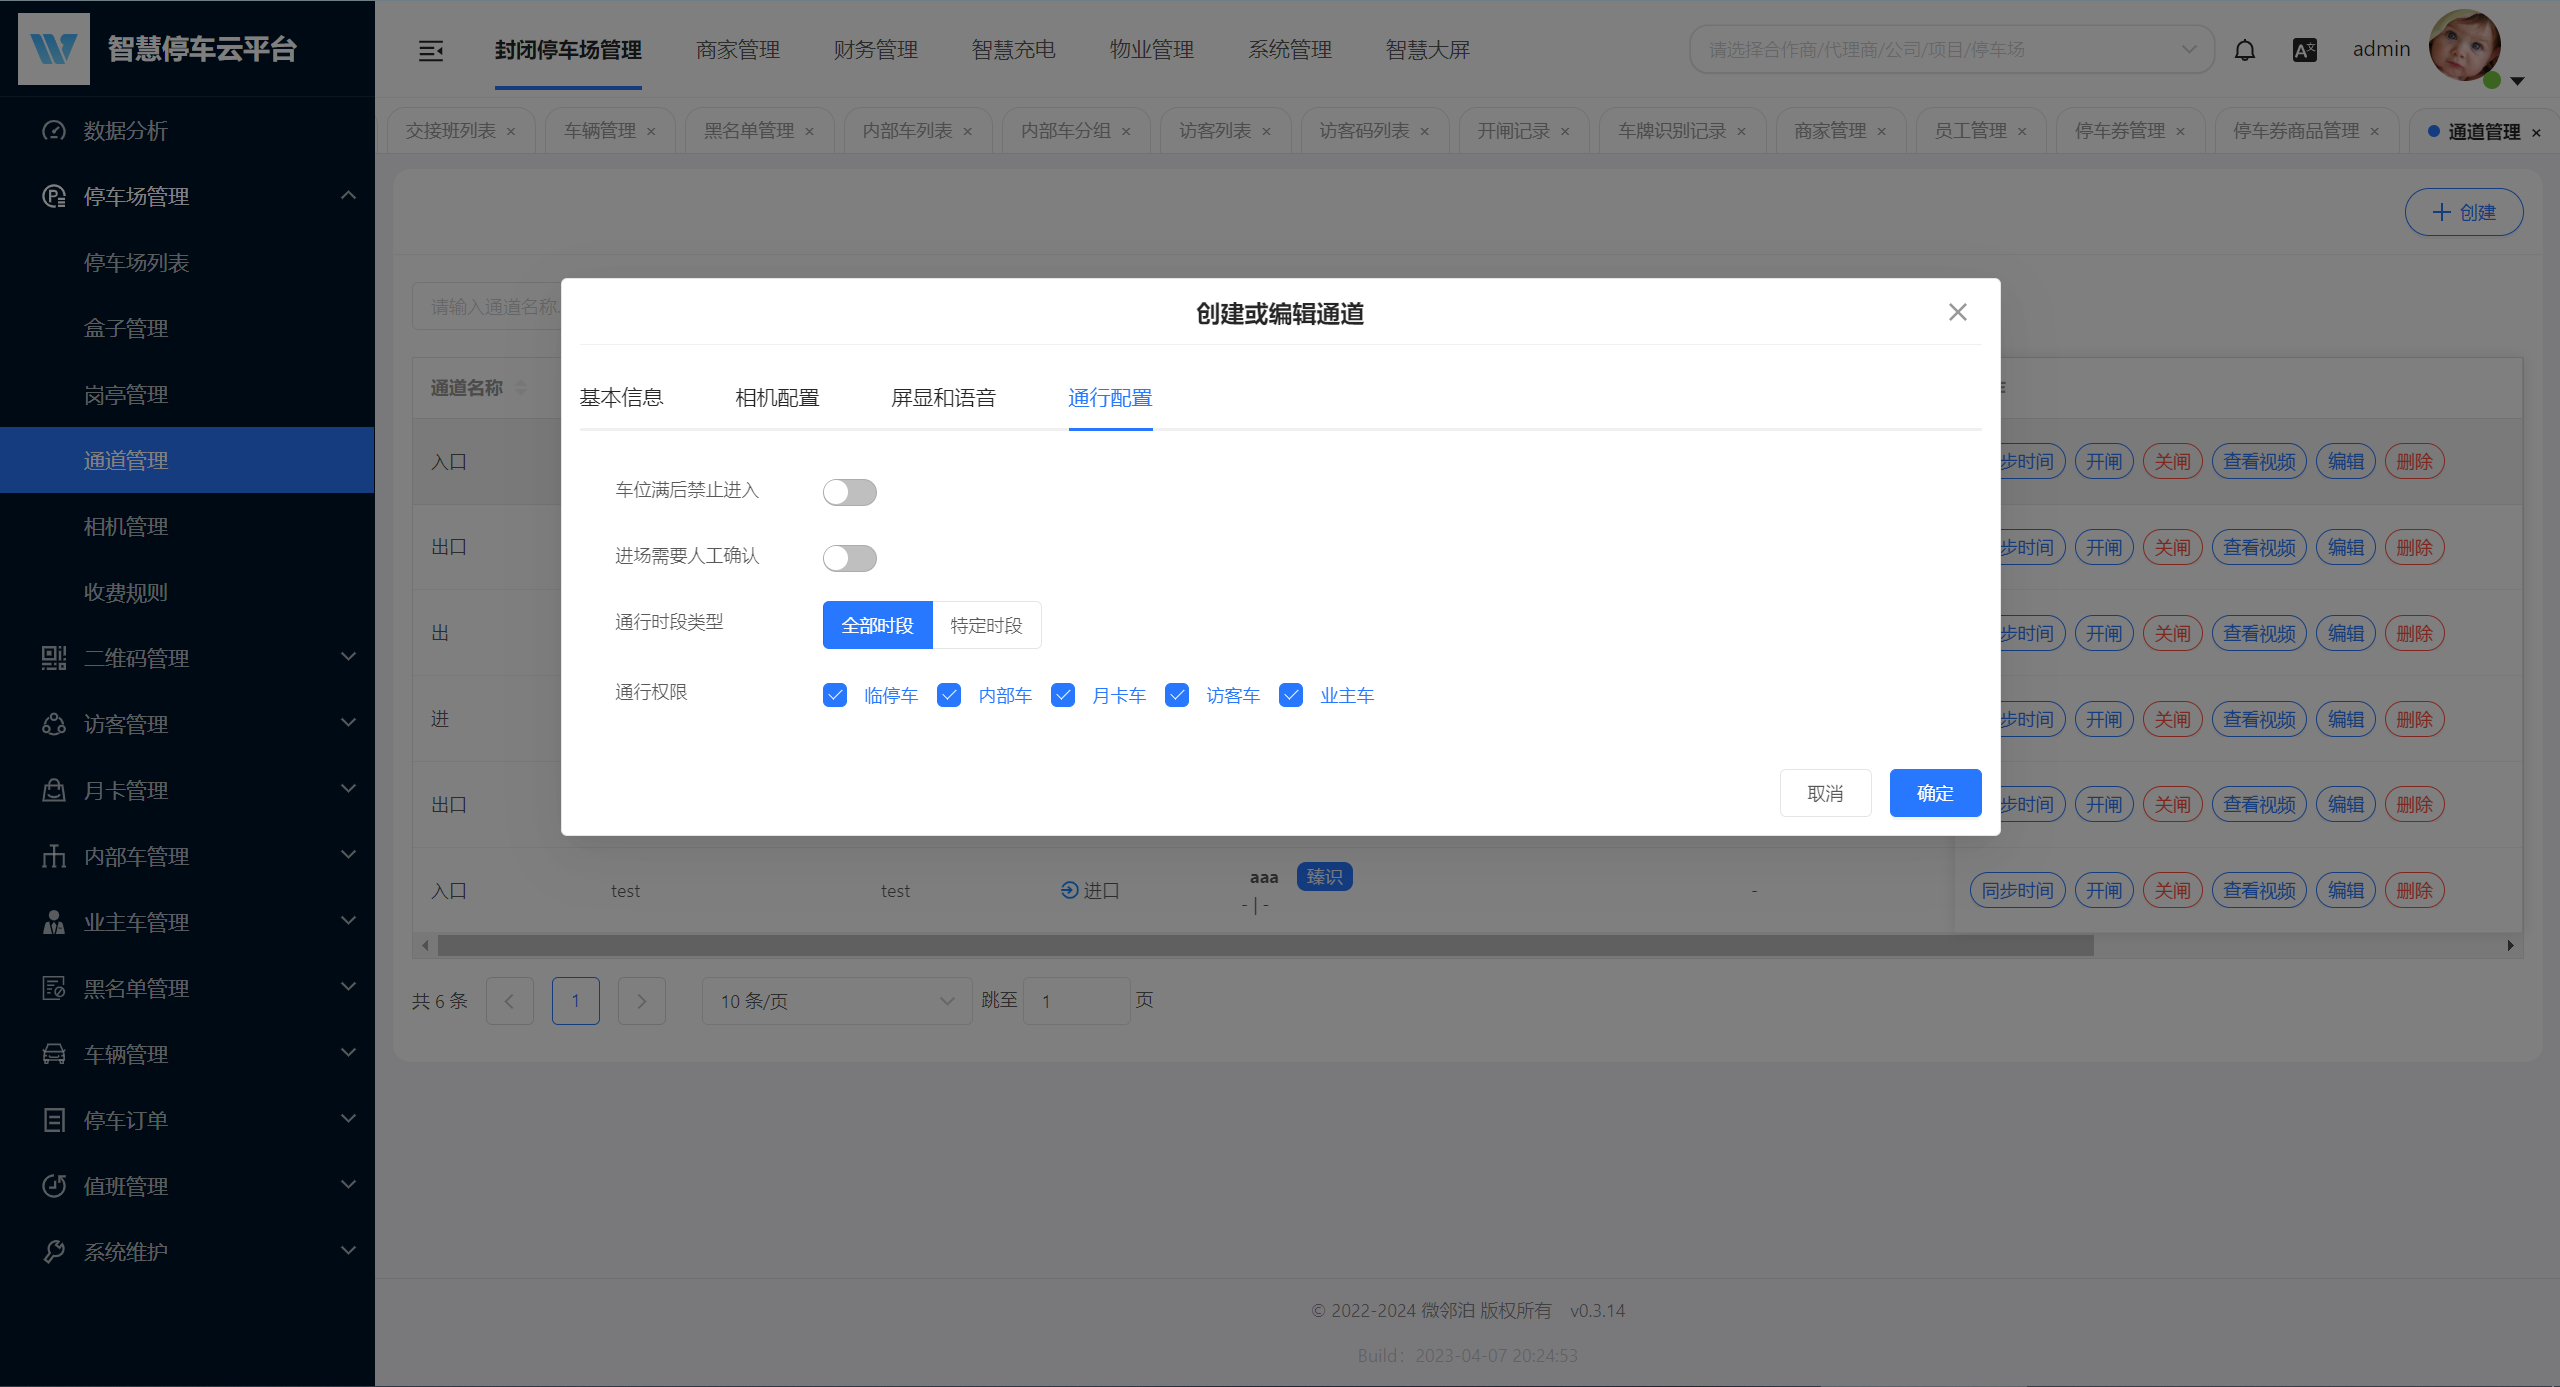 智慧停车云平台
封闭停车场管理 商家管理 财务管理 智慧充电 物业管理 系统管理 智慧大屏
请选择合作商/代理商/公司/项目/停车场
admin
交接班列表 × 车辆管理 × 黑名单管理 × 内部车列表 × 内部车分组 × 访客列表 × 访客码列表 × 开闸记录 × 车牌识别记录 × 商家管理 × 员工管理 × 停车券管理 × 停车券商品管理 × 通道管理 ×
数据分析
停车场管理
停车场列表
盒子管理
岗亭管理
通道管理
相机管理
收费规则
二维码管理
访客管理
月卡管理
内部车管理
业主车管理
黑名单管理
车辆管理
停车订单
值班管理
系统维护
+ 创建
请输入通道名称
通道名称
入口 步时间 开闸 关闸 查看视频 编辑 删除
出口 步时间 开闸 关闸 查看视频 编辑 删除
出 步时间 开闸 关闸 查看视频 编辑 删除
进 步时间 开闸 关闸 查看视频 编辑 删除
出口 步时间 开闸 关闸 查看视频 编辑 删除
入口 test test 进口 aaa 臻识 - 同步时间 开闸 关闸 查看视频 编辑 删除
- | -
共 6 条 1 10 条/页 跳至 1 页
创建或编辑通道
基本信息 相机配置 屏显和语音 通行配置
车位满后禁止进入
进场需要人工确认
通行时段类型 全部时段 特定时段
通行权限 临停车 内部车 月卡车 访客车 业主车
取消 确定
© 2022-2024 微邻泊 版权所有 v0.3.14
Build: 2023-04-07 20:24:53